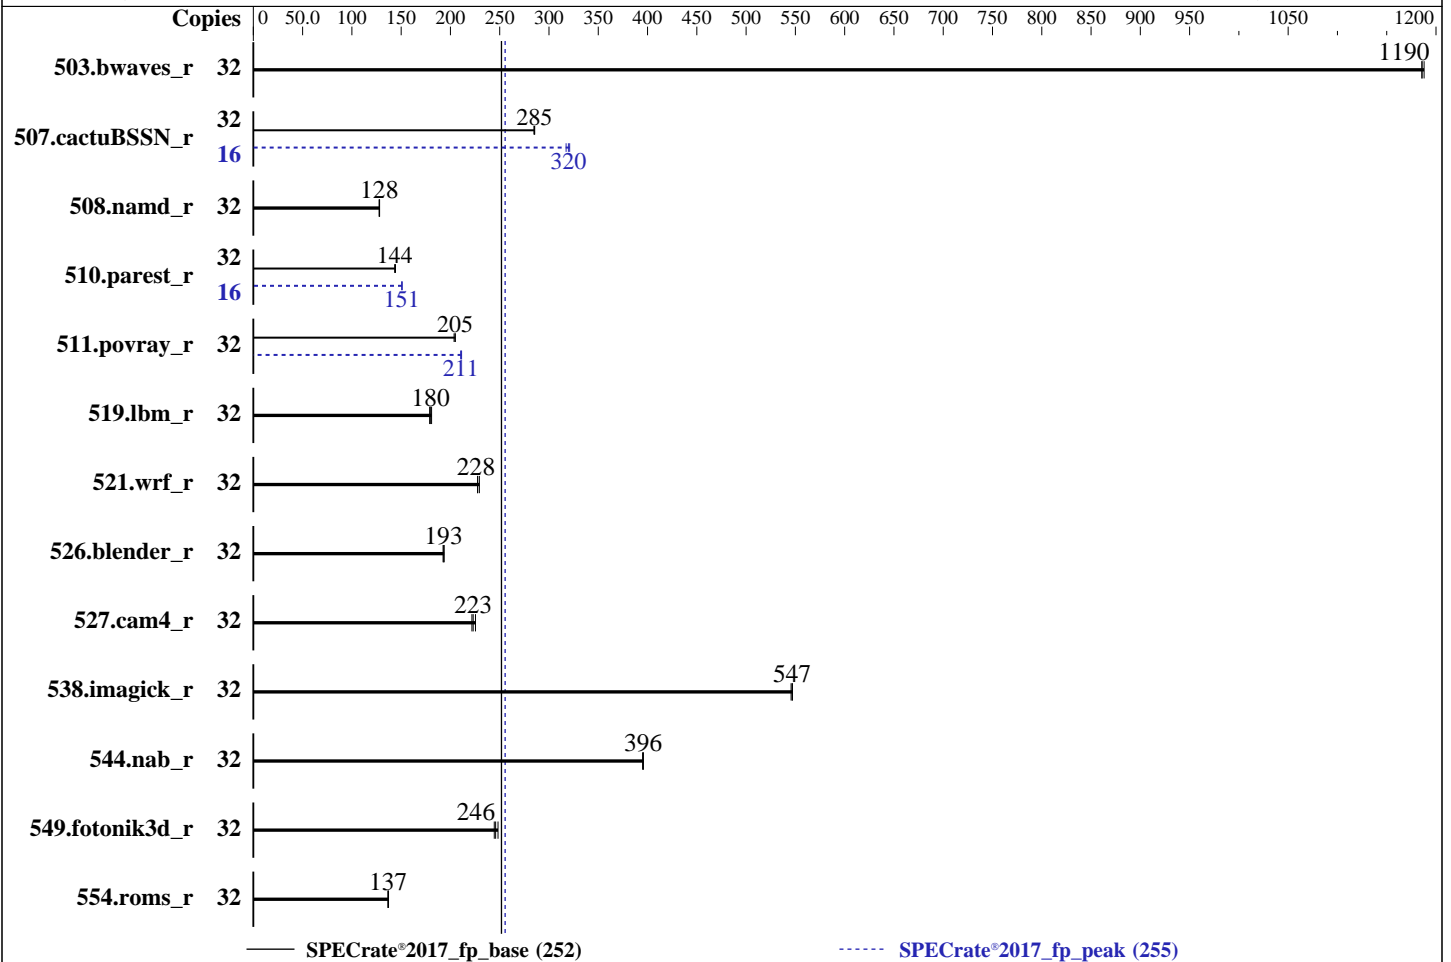 Copies 0 50.0 100 150 200 250 300 350 400 450 500 550 600 650 700 750 800 850 900 950 1050 1200
503.bwaves_r 32 1190
507.cactuBSSN_r 32 285
16 320
508.namd_r 32 128
510.parest_r 32 144
16 151
511.povray_r 32 205
211
519.lbm_r 32 180
521.wrf_r 32 228
526.blender_r 32 193
527.cam4_r 32 223
538.imagick_r 32 547
544.nab_r 32 396
549.fotonik3d_r 32 246
554.roms_r 32 137
SPECrate®2017_fp_base (252) SPECrate®2017_fp_peak (255)